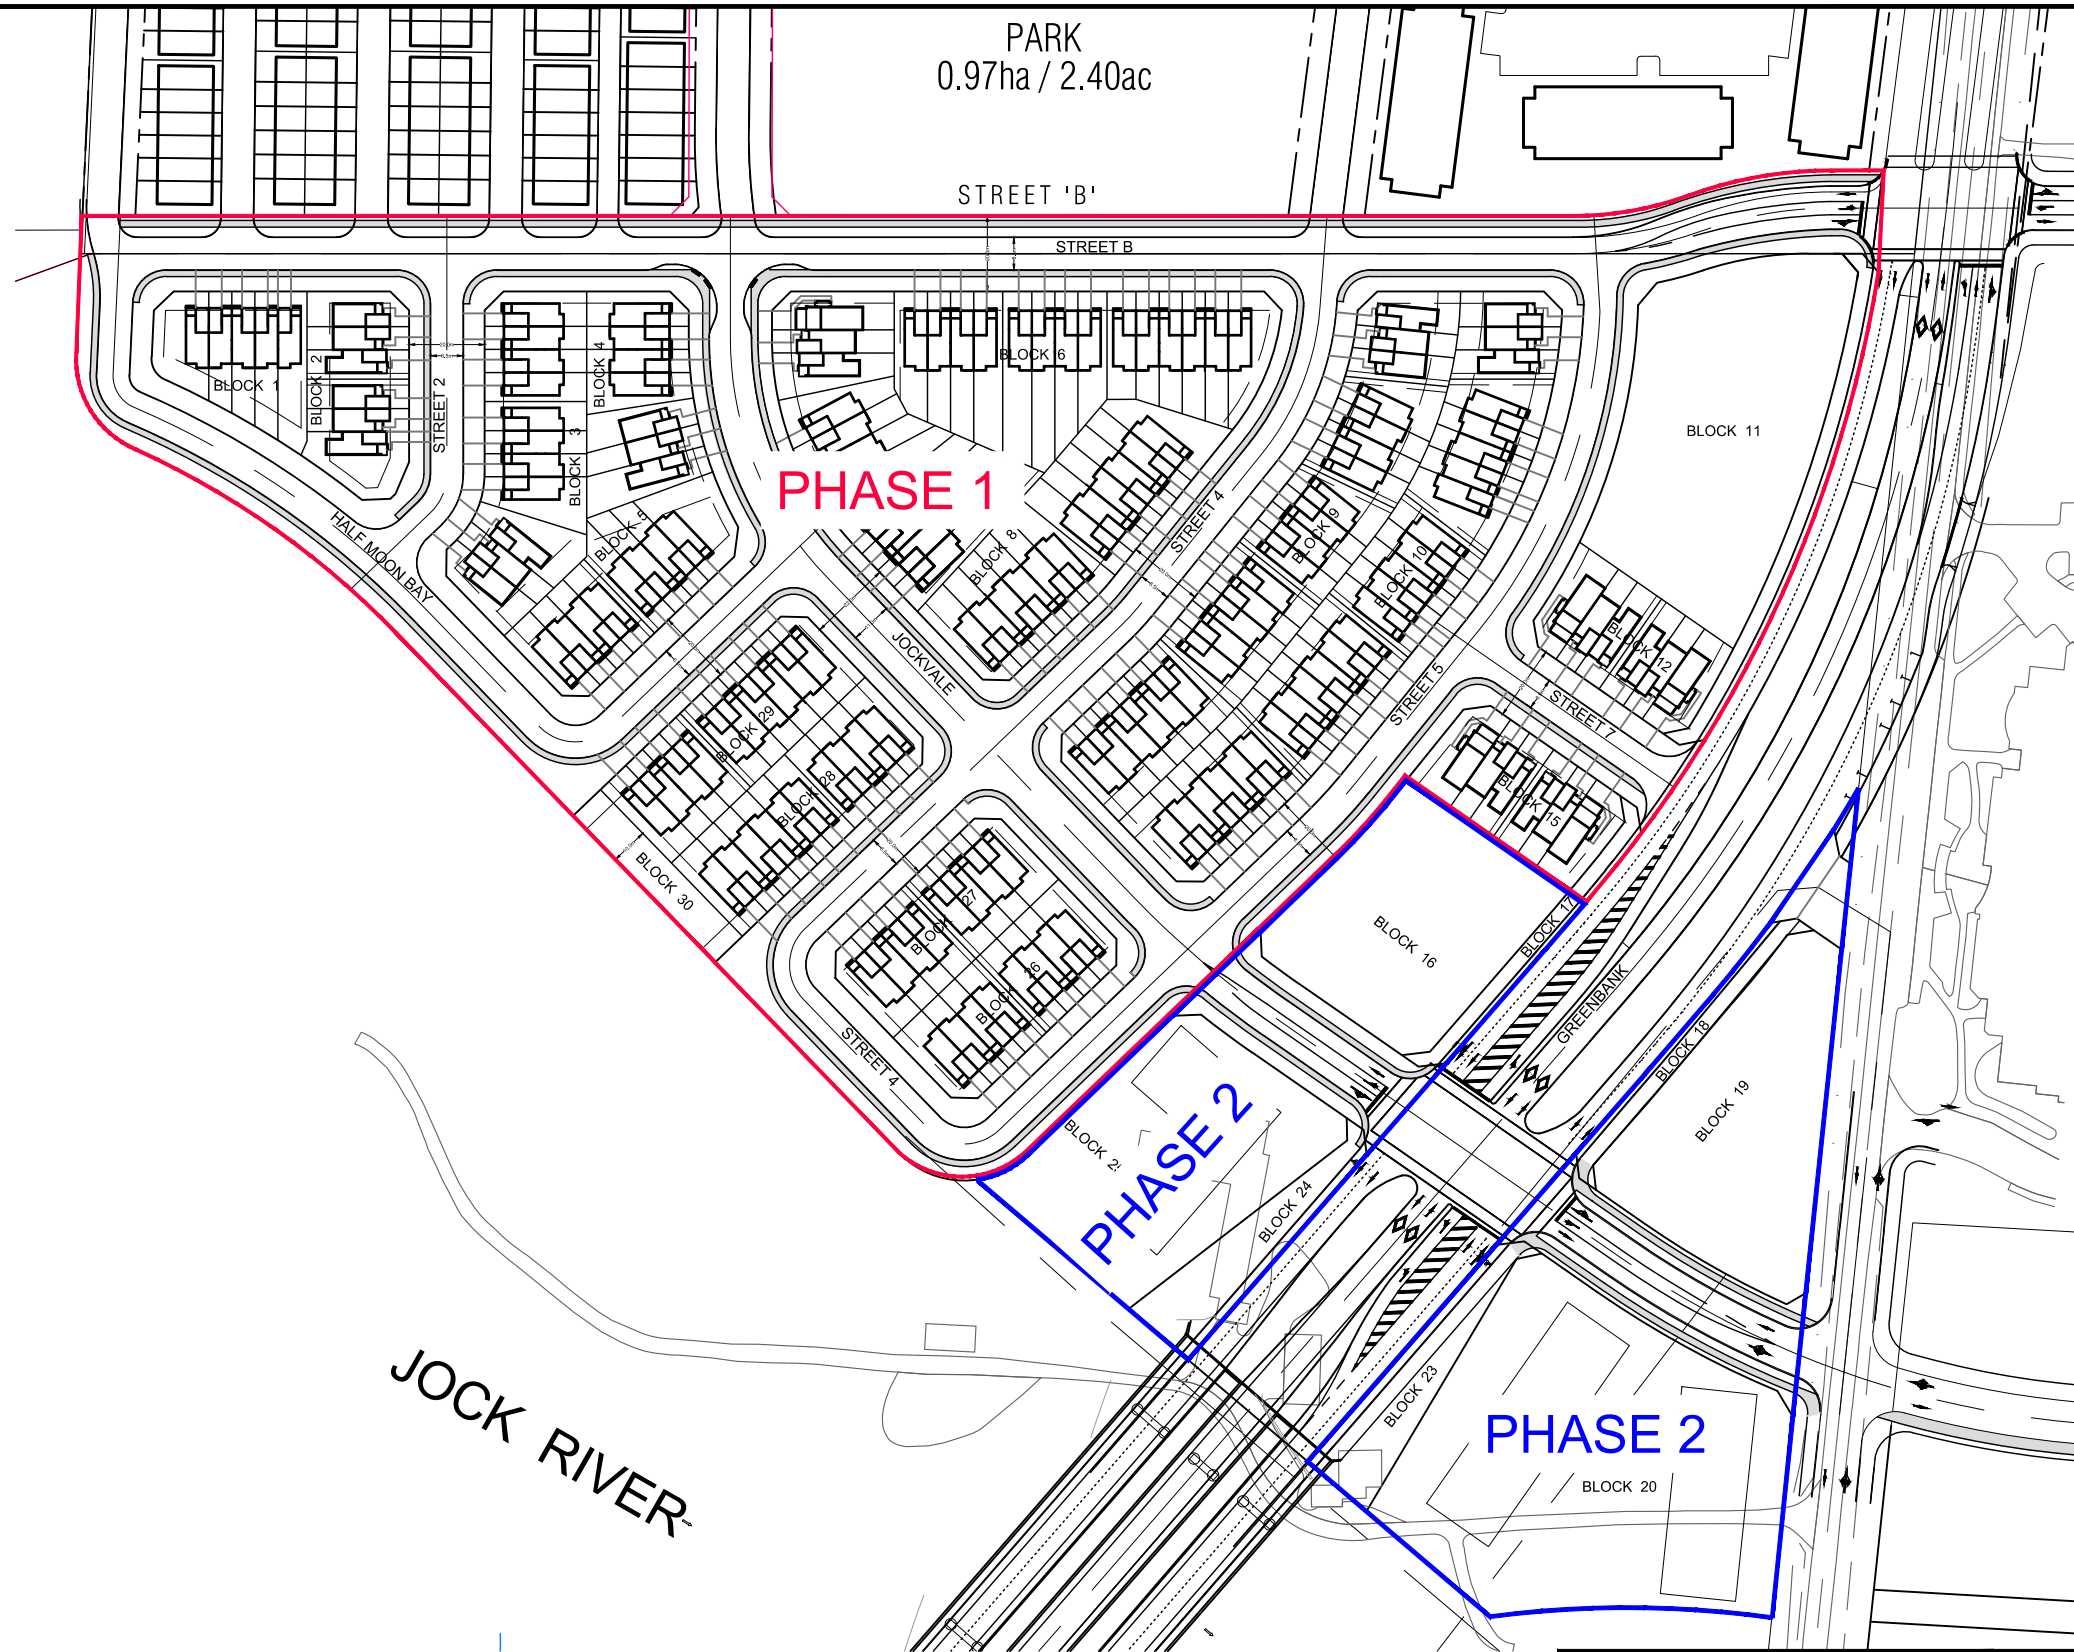 PARK
0.97ha / 2.40ac
STREET 'B'
STREET B
BLOCK 1
BLOCK 2
STREET 2
BLOCK 3
BLOCK 4
BLOCK 6
BLOCK 11
PHASE 1
HALF MOON BAY
BLOCK 5
BLOCK 8
STREET 4
BLOCK 9
BLOCK 10
JOCKVALE
BLOCK 12
STREET 5
STREET 7
BLOCK 29
BLOCK 28
BLOCK 15
BLOCK 30
BLOCK 27
BLOCK 26
BLOCK 16
BLOCK 17
GREENBANK
STREET 4
BLOCK 18
BLOCK 19
BLOCK
PHASE 2
BLOCK 24
JOCK RIVER
BLOCK 23
PHASE 2
BLOCK 20